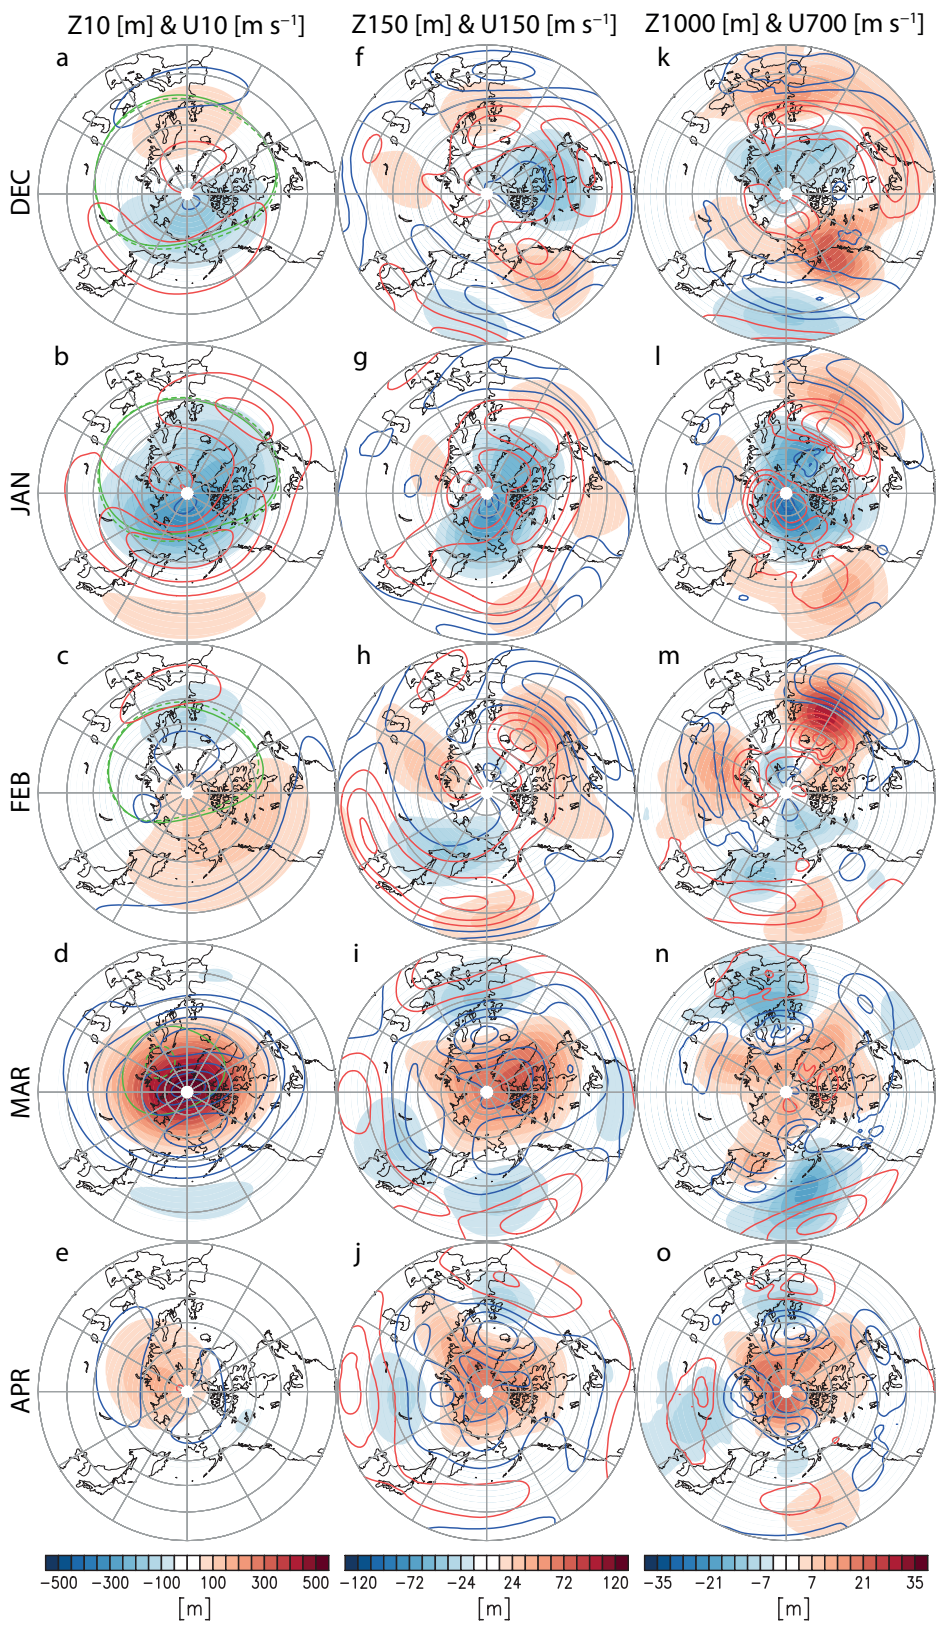 Z10 [m] & U10 [m s⁻¹] Z150 [m] & U150 [m s⁻¹] Z1000 [m] & U700 [m s⁻¹]
a f k
DEC
b g l
JAN
c h m
FEB
d i n
MAR
e j o
APR
−500 −300 −100 100 300 500 −120 −72 −24 24 72 120 −35 −21 −7 7 21 35
[m] [m] [m]